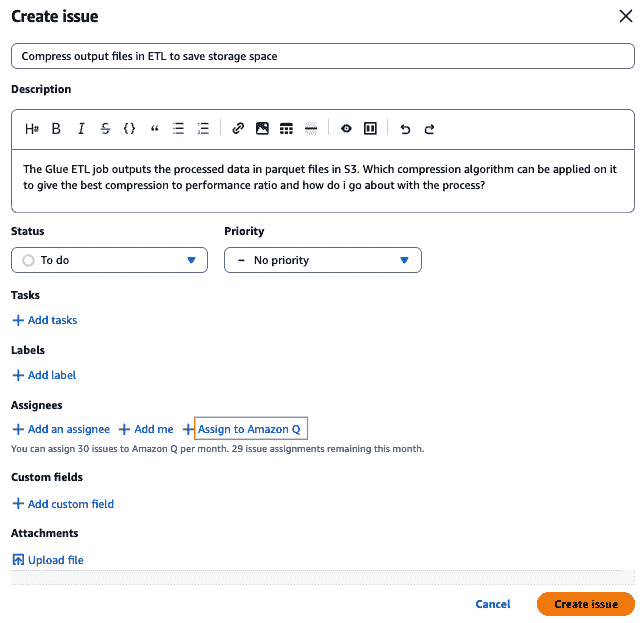 Create issue
Compress output files in ETL to save storage space
Description
H# B I S {} “
The Glue ETL job outputs the processed data in parquet files in S3. Which compression algorithm can be applied on it
to give the best compression to performance ratio and how do i go about with the process?
Status Priority
To do – No priority
Tasks
+ Add tasks
Labels
+ Add label
Assignees
+ Add an assignee + Add me + Assign to Amazon Q
You can assign 30 issues to Amazon Q per month. 29 issue assignments remaining this month.
Custom fields
+ Add custom field
Attachments
Upload file
Cancel Create issue